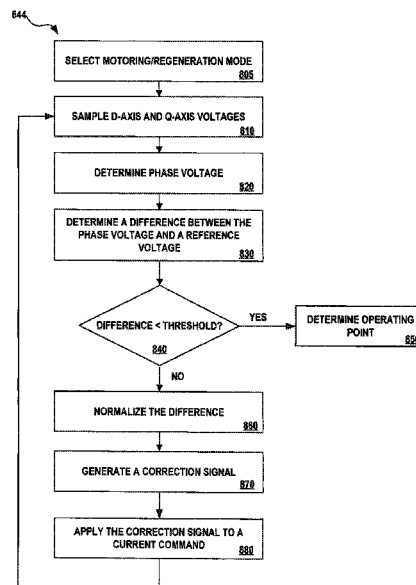 644
SELECT MOTORING/REGENERATION MODE
805
SAMPLE D-AXIS AND Q-AXIS VOLTAGES
810
DETERMINE PHASE VOLTAGE
820
DETERMINE A DIFFERENCE BETWEEN THE
PHASE VOLTAGE AND A REFERENCE
VOLTAGE
830
DIFFERENCE < THRESHOLD?
840
YES
DETERMINE OPERATING
POINT
850
NO
NORMALIZE THE DIFFERENCE
860
GENERATE A CORRECTION SIGNAL
870
APPLY THE CORRECTION SIGNAL TO A
CURRENT COMMAND
880